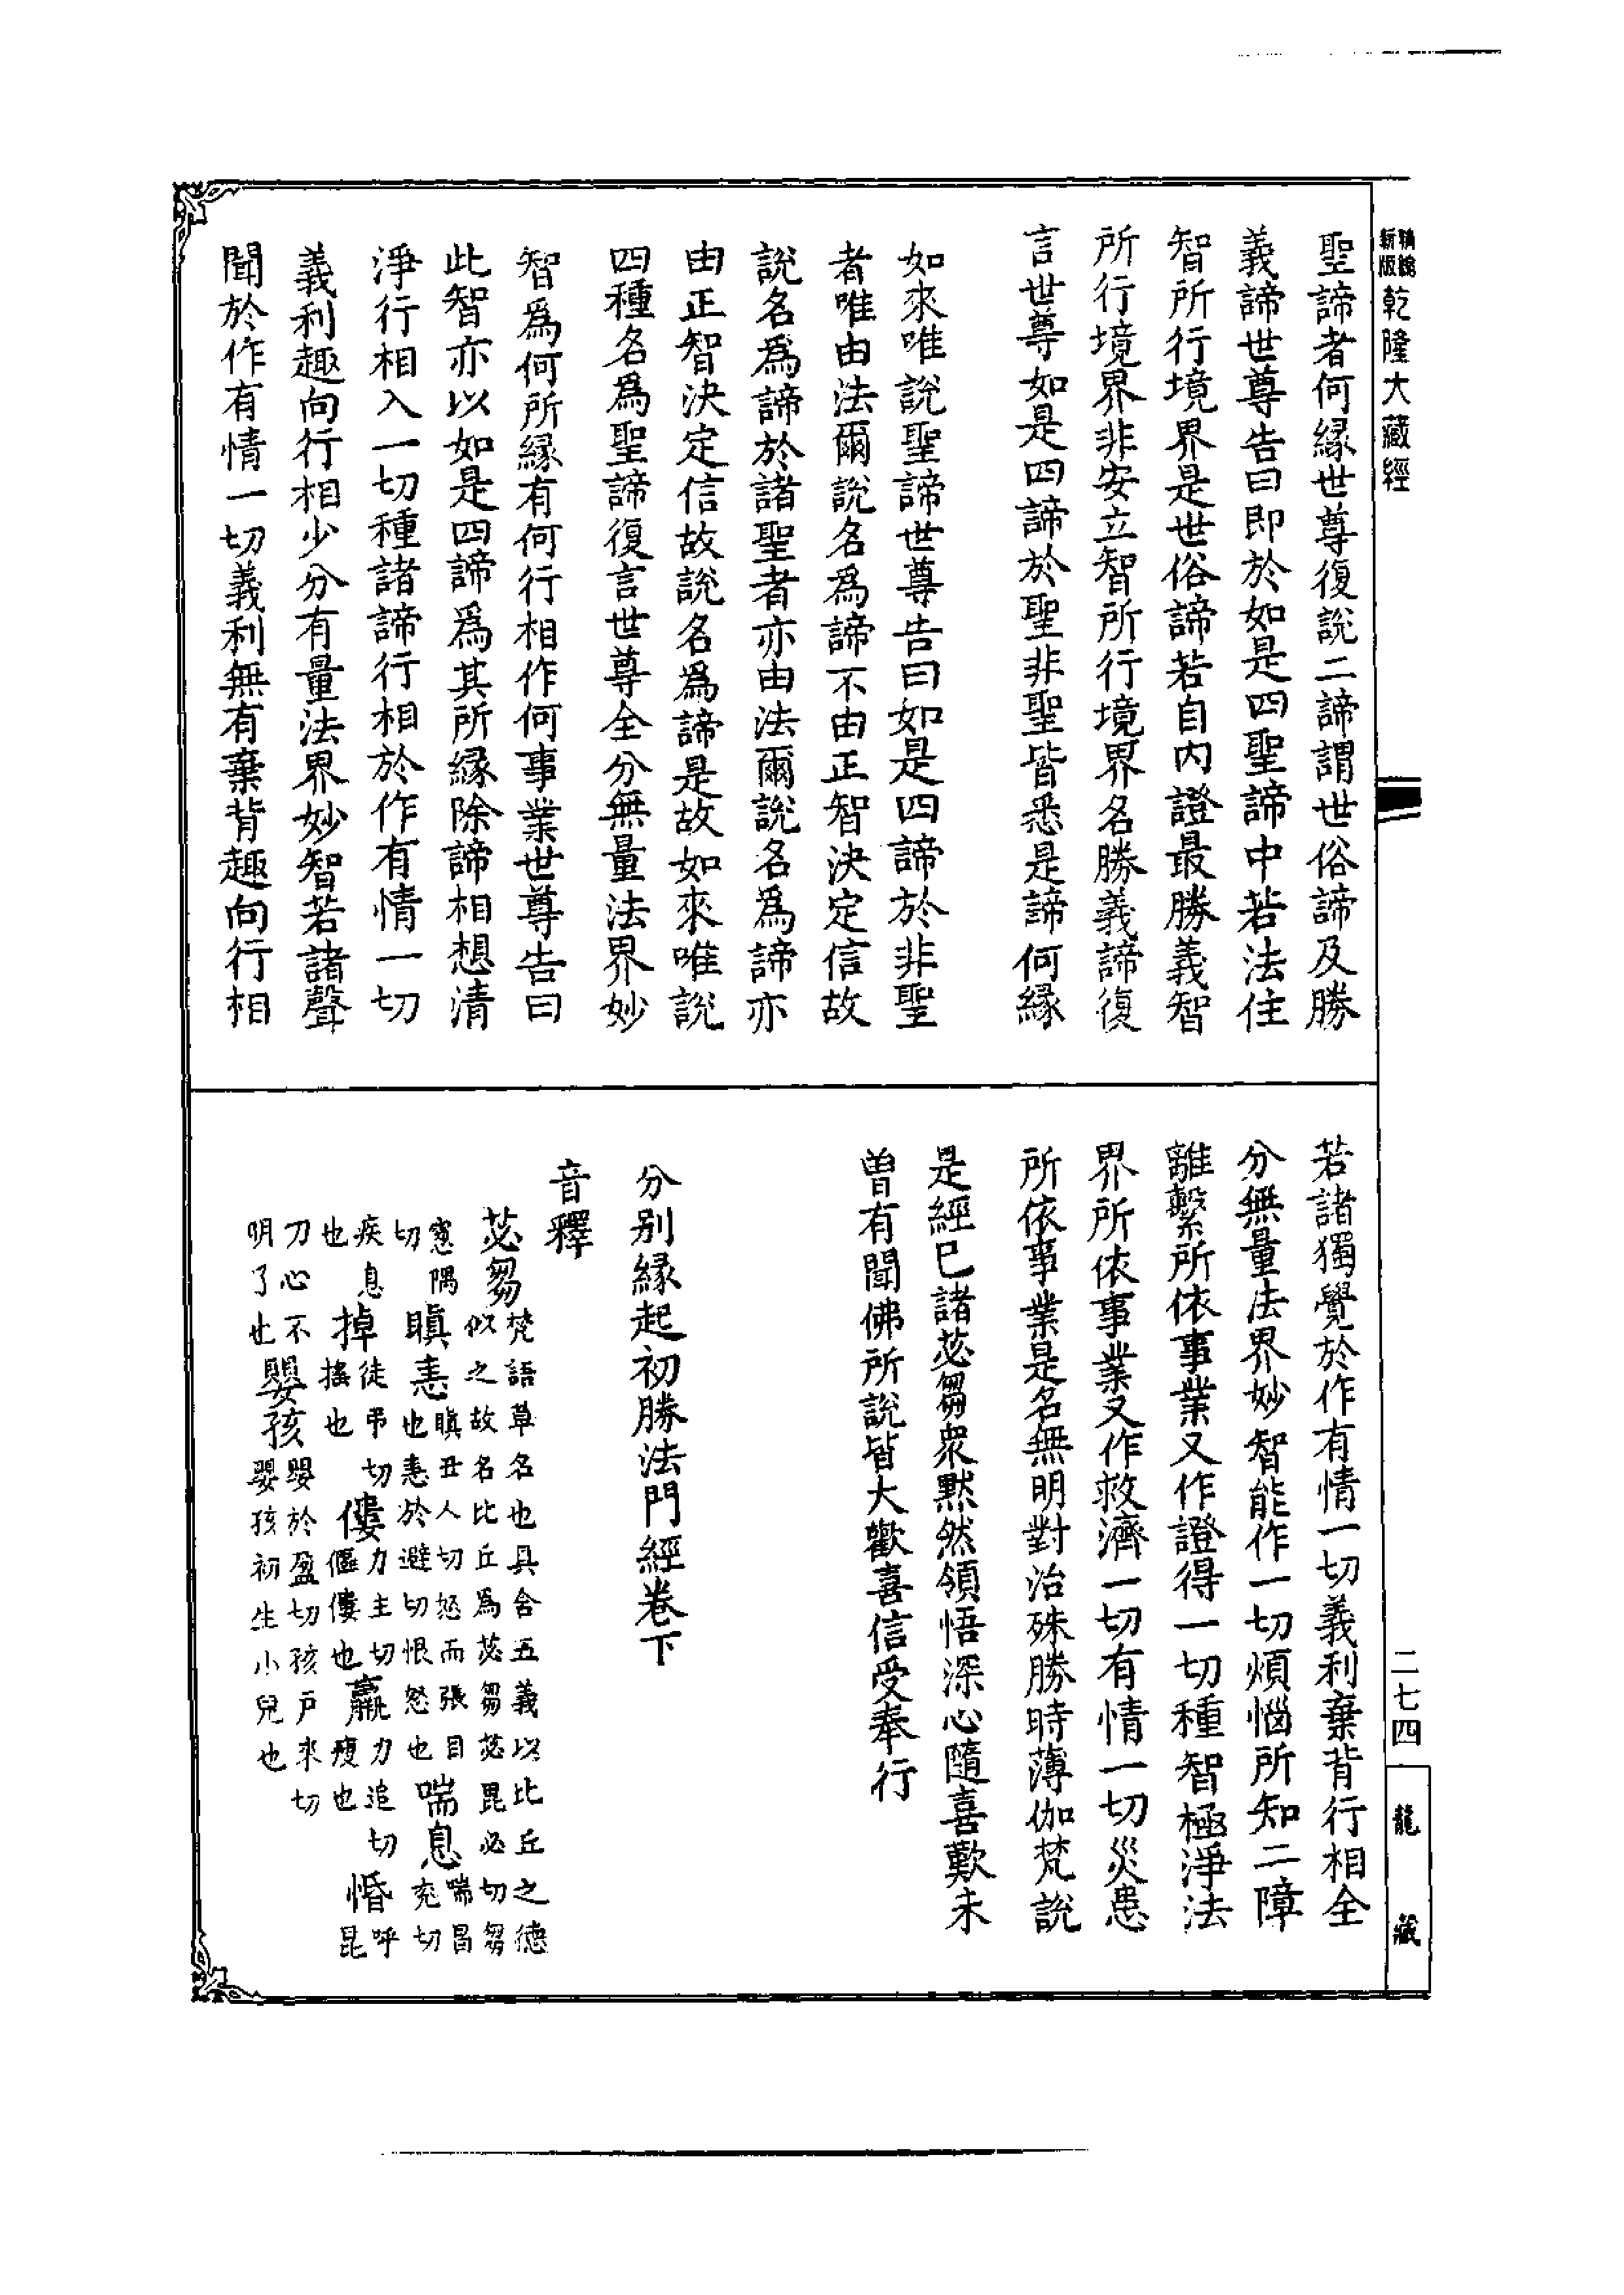 新版
乾隆大藏經
聖諦者何緣世尊復說二諦謂世俗諦及勝
義諦世尊告曰即於如是四聖諦中若法住
智所行境界是世俗諦若自內證最勝義智
所行境界非安立智所行境界名勝義諦復
言世尊如是四諦於聖非聖皆悉是諦何緣
如來唯說聖諦世尊告曰如是四諦於非聖
者唯由法爾說名為諦不由正智決定信故
說名為諦於諸聖者亦由法爾說名為諦亦
由正智決定信故說名為諦是故如來唯說
四種名為聖諦復言世尊全分無量法界妙
智為何所緣有何行相作何事業世尊告曰
此智亦以如是四諦為其所緣除諦相想清
淨行相入一切種諸諦行相於作有情一切
義利趣向行相少分有量法界妙智若諸聲
聞於作有情一切義利無有棄背趣向行相
若諸獨覺於作有情一切義利棄背行相全
分無量法界妙智能作一切煩惱所知二障
離繫所依事業又作證得一切種智極淨法
界所依事業又作救濟一切有情一切災患
所依事業是名無明對治殊勝時薄伽梵說
是經已諸苾芻衆默然領悟深心隨喜歎未
曾有聞佛所說皆大歡喜信受奉行
分別緣起初勝法門經卷下
音釋
苾芻 梵語草名也具含五義以比丘之德
似之故名比丘為苾芻苾毘必切芻
窻隅切 瞋恚 瞋丑人切怒而張目也恚於避切恨怒也 喘息 喘昌兗切
疾息也 掉 徒弔切搖也 僂 力主切傴僂也 羸 力追切瘦也 惛 呼昆
刀心不明了也 嬰孩 嬰於盈切孩戶來切嬰孩初生小兒也
二七四
龍藏